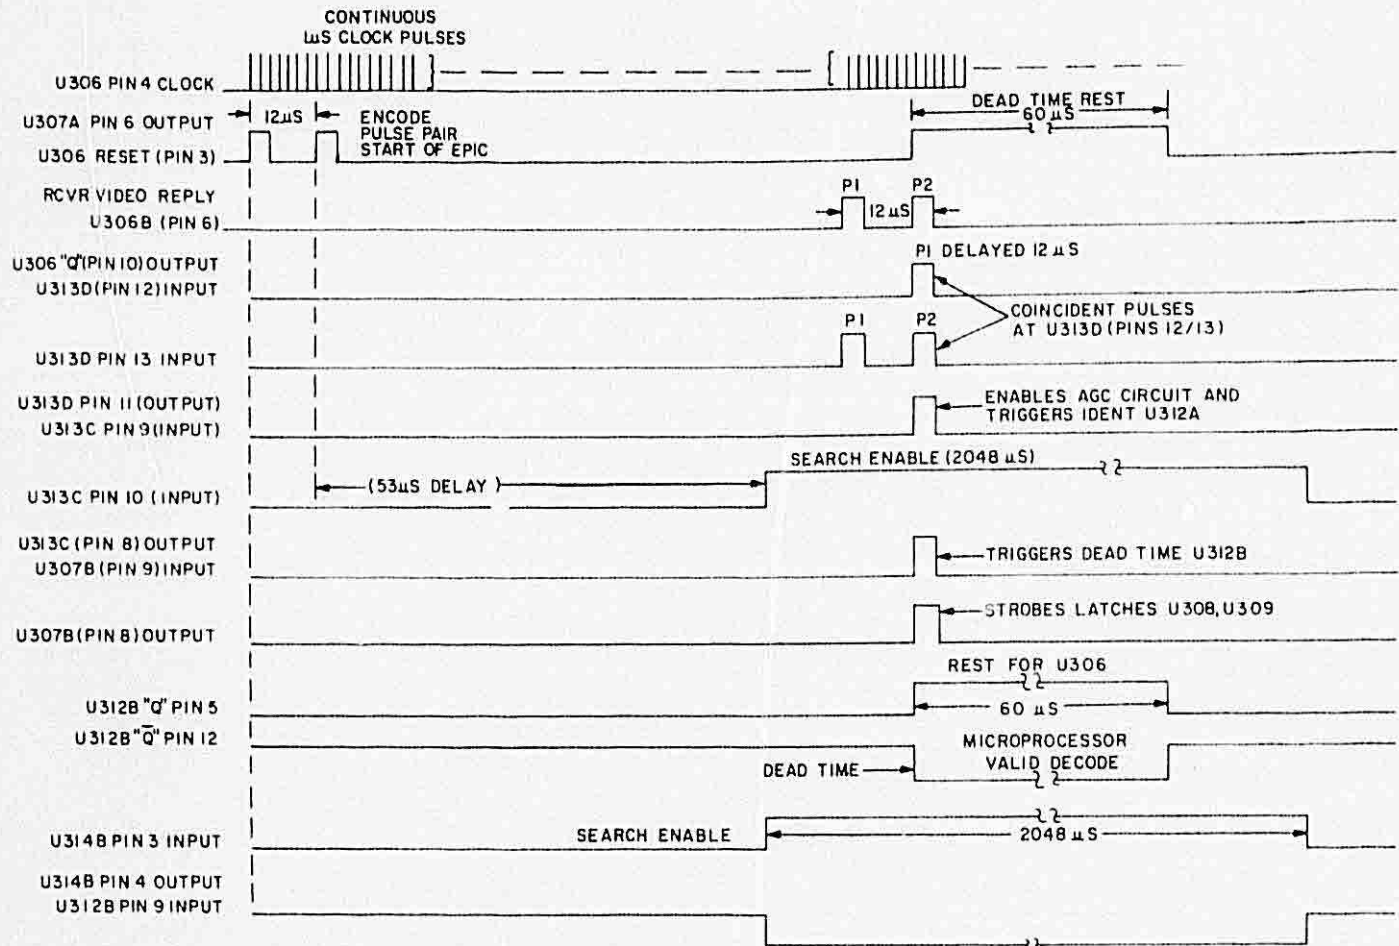 CONTINUOUS
1uS CLOCK PULSES
U306 PIN 4 CLOCK
U307A PIN 6 OUTPUT
U306 RESET (PIN 3)
12µS
ENCODE
PULSE PAIR
START OF EPIC
DEAD TIME REST
60µS
RCVR VIDEO REPLY
U306B (PIN 6)
P1
P2
12µS
U306 "Q" (PIN 10) OUTPUT
U313D (PIN 12) INPUT
P1 DELAYED 12µS
COINCIDENT PULSES
AT U313D (PINS 12/13)
U313D PIN 13 INPUT
P1
P2
U313D PIN 11 (OUTPUT)
U313C PIN 9 (INPUT)
ENABLES AGC CIRCUIT AND
TRIGGERS IDENT U312A
U313C PIN 10 (INPUT)
(53µS DELAY)
SEARCH ENABLE (2048 µS)
U313C (PIN 8) OUTPUT
U307B (PIN 9) INPUT
TRIGGERS DEAD TIME U312B
U307B (PIN 8) OUTPUT
STROBES LATCHES U308, U309
REST FOR U306
U312B "Q" PIN 5
60 µS
U312B "Q̅" PIN 12
DEAD TIME
MICROPROCESSOR
VALID DECODE
U314B PIN 3 INPUT
SEARCH ENABLE
2048 µS
U314B PIN 4 OUTPUT
U312B PIN 9 INPUT